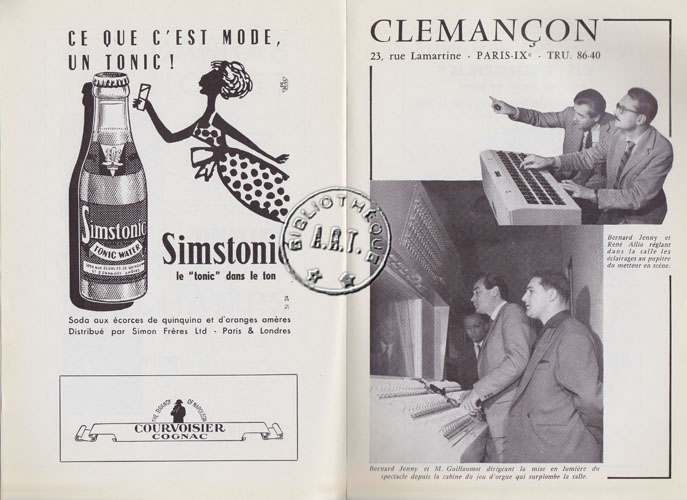 CE QUE C'EST MODE,
UN TONIC !
Simstonic
TONIC WATER
Simstonic
le "tonic" dans le ton
Soda aux écorces de quinquina et d'oranges amères
Distribué par Simon Frères Ltd - Paris & Londres
THE BRANDY OF NAPOLEON
COURVOISIER
COGNAC
BIBLIOTHÈQUE
A.R.T.
CLEMANÇON
23, rue Lamartine - PARIS-IXe - TRU. 86-40
Bernard Jenny et
René Allio réglant
dans la salle les
éclairages au pupitre
du metteur en scène.
Bernard Jenny et M. Guillaumot dirigeant la mise en lumière du
spectacle depuis la cabine du jeu d'orgue qui surplombe la salle.